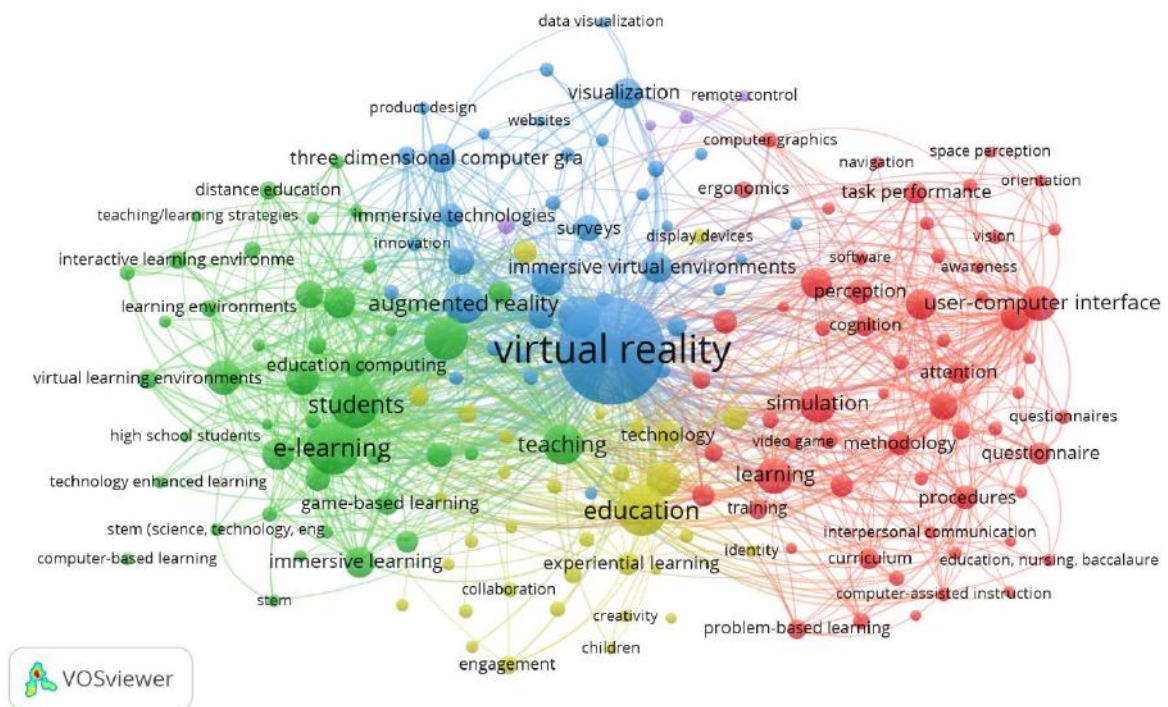 data visualization
visualization
remote control
product design
websites
computer graphics
three dimensional computer gra
navigation
space perception
distance education
ergonomics
task performance
orientation
teaching/learning strategies
immersive technologies
surveys
display devices
vision
innovation
interactive learning environme
immersive virtual environments
software
awareness
perception
learning environments
augmented reality
user-computer interface
cognition
virtual reality
education computing
virtual learning environments
attention
students
simulation
questionnaires
high school students
technology
e-learning
teaching
video game
methodology
questionnaire
technology enhanced learning
learning
game-based learning
education
training
procedures
stem (science, technology, eng
interpersonal communication
computer-based learning
immersive learning
experiential learning
identity
curriculum
education, nursing, baccalaure
collaboration
computer-assisted instruction
stem
creativity
problem-based learning
children
engagement
VOSviewer